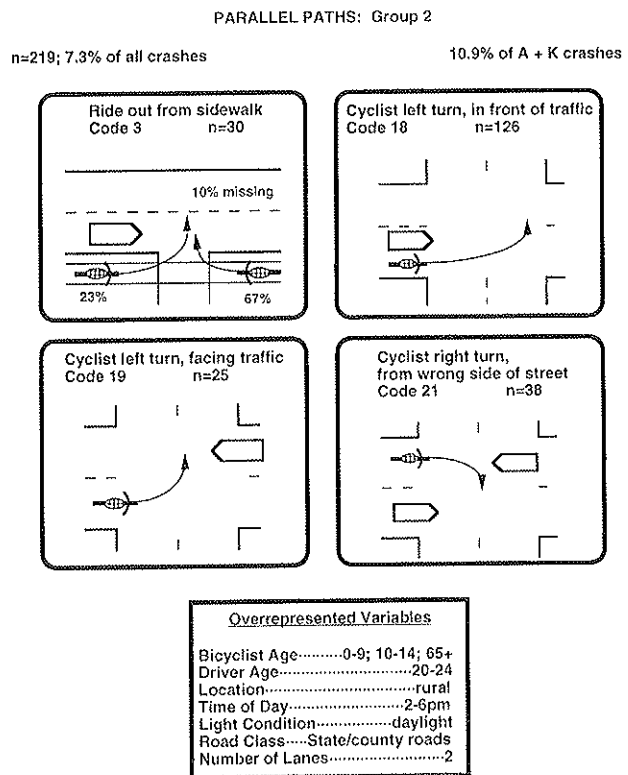 PARALLEL PATHS: Group 2
n=219; 7.3% of all crashes
10.9% of A + K crashes
Ride out from sidewalk
Code 3 n=30
10% missing
23%
67%
Cyclist left turn, in front of traffic
Code 18 n=126
Cyclist left turn, facing traffic
Code 19 n=25
Cyclist right turn,
from wrong side of street
Code 21 n=38
Overrepresented Variables
Bicyclist Age··········0-9; 10-14; 65+
Driver Age·························20-24
Location····························rural
Time of Day·······················2-6pm
Light Condition·············daylight
Road Class·····State/county roads
Number of Lanes·······················2